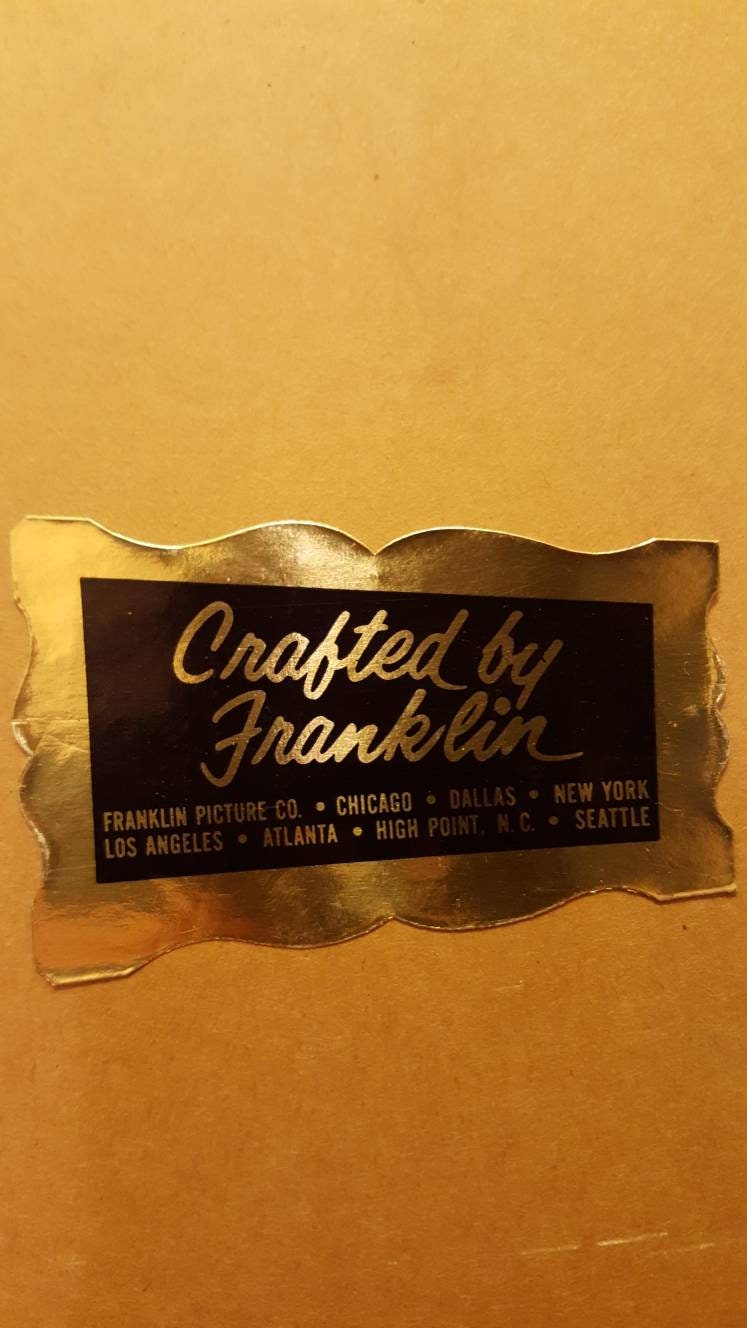 Crafted by
Franklin
FRANKLIN PICTURE CO. • CHICAGO • DALLAS • NEW YORK
LOS ANGELES • ATLANTA • HIGH POINT, N.C. • SEATTLE